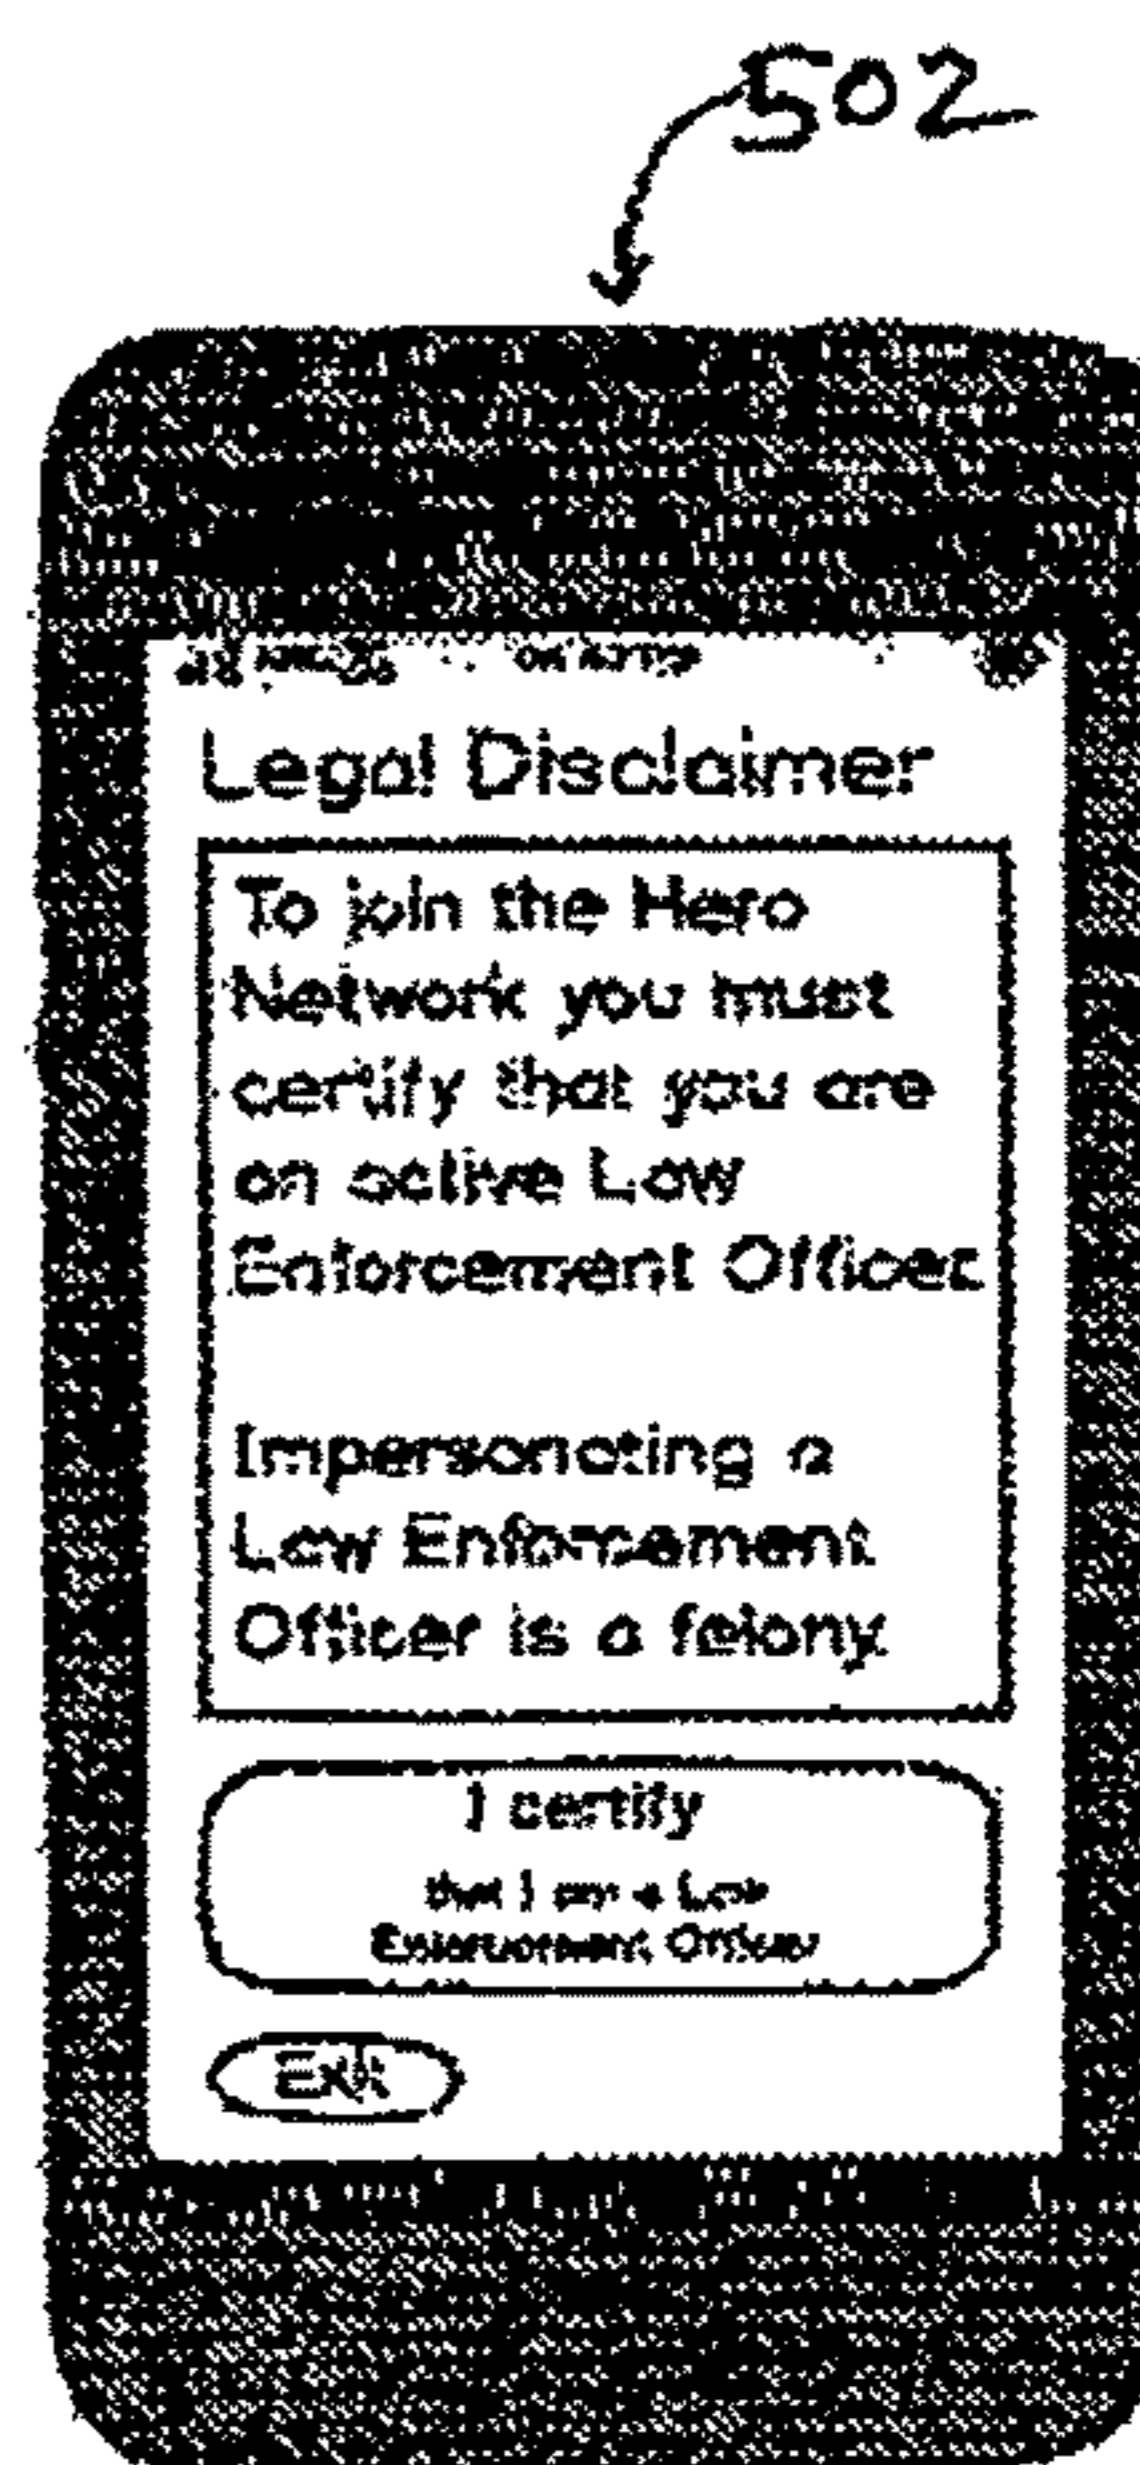 502
Legal Disclaimer
To join the Hero
Network you must
certify that you are
an active Law
Enforcement Officer.
Impersonating a
Law Enforcement
Officer is a felony.
I certify
that I am a Law
Enforcement Officer
Exit